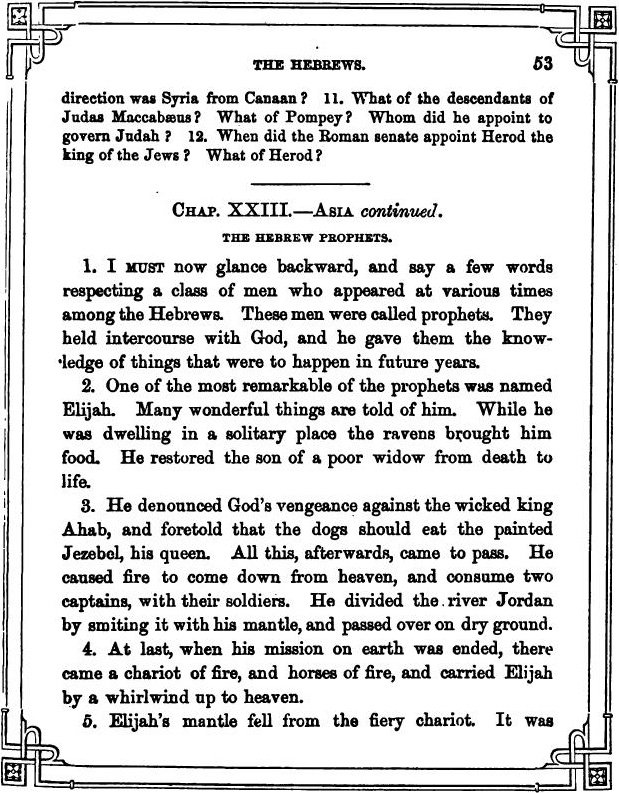 THE HEBREWS. 53
direction was Syria from Canaan? 11. What of the descendants of
Judas Maccabæus? What of Pompey? Whom did he appoint to
govern Judah? 12. When did the Roman senate appoint Herod the
king of the Jews? What of Herod?
CHAP. XXIII.—ASIA continued.
THE HEBREW PROPHETS.
1. I MUST now glance backward, and say a few words
respecting a class of men who appeared at various times
among the Hebrews. These men were called prophets. They
held intercourse with God, and he gave them the know-
ledge of things that were to happen in future years.
2. One of the most remarkable of the prophets was named
Elijah. Many wonderful things are told of him. While he
was dwelling in a solitary place the ravens brought him
food. He restored the son of a poor widow from death to
life.
3. He denounced God's vengeance against the wicked king
Ahab, and foretold that the dogs should eat the painted
Jezebel, his queen. All this, afterwards, came to pass. He
caused fire to come down from heaven, and consume two
captains, with their soldiers. He divided the river Jordan
by smiting it with his mantle, and passed over on dry ground.
4. At last, when his mission on earth was ended, there
came a chariot of fire, and horses of fire, and carried Elijah
by a whirlwind up to heaven.
5. Elijah's mantle fell from the fiery chariot. It was